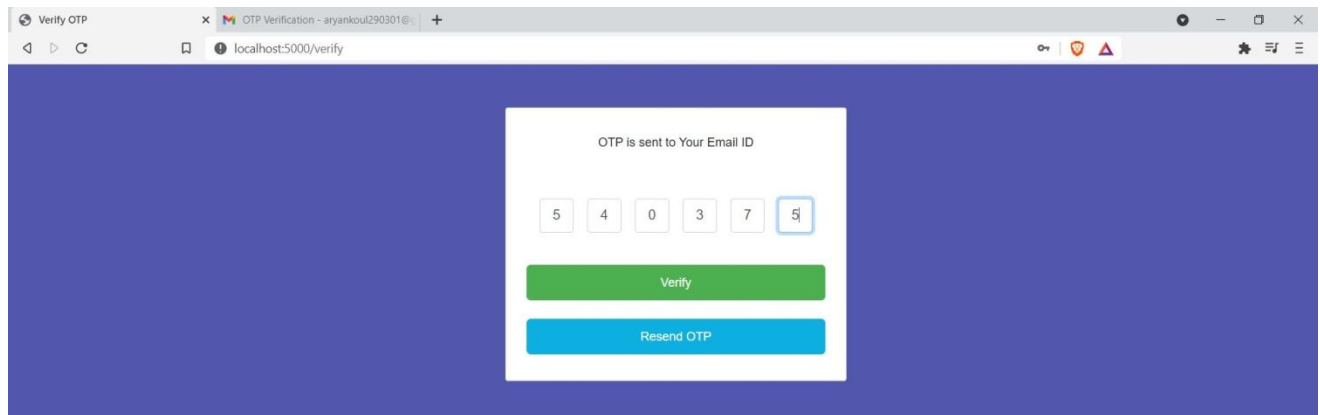 Verify OTP
OTP Verification - aryankoul290301@
localhost:5000/verify
OTP is sent to Your Email ID
5 4 0 3 7 5
Verify
Resend OTP